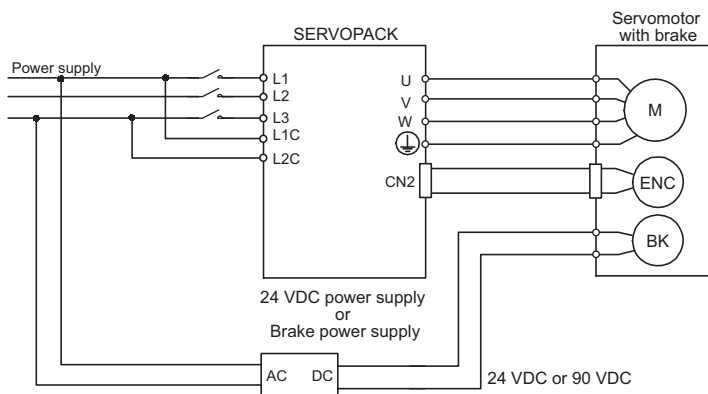 Servomotor
with brake
SERVOPACK
Power supply
L1
L2
L3
L1C
L2C
U
V
W
CN2
M
ENC
BK
24 VDC power supply
or
Brake power supply
AC
DC
24 VDC or 90 VDC